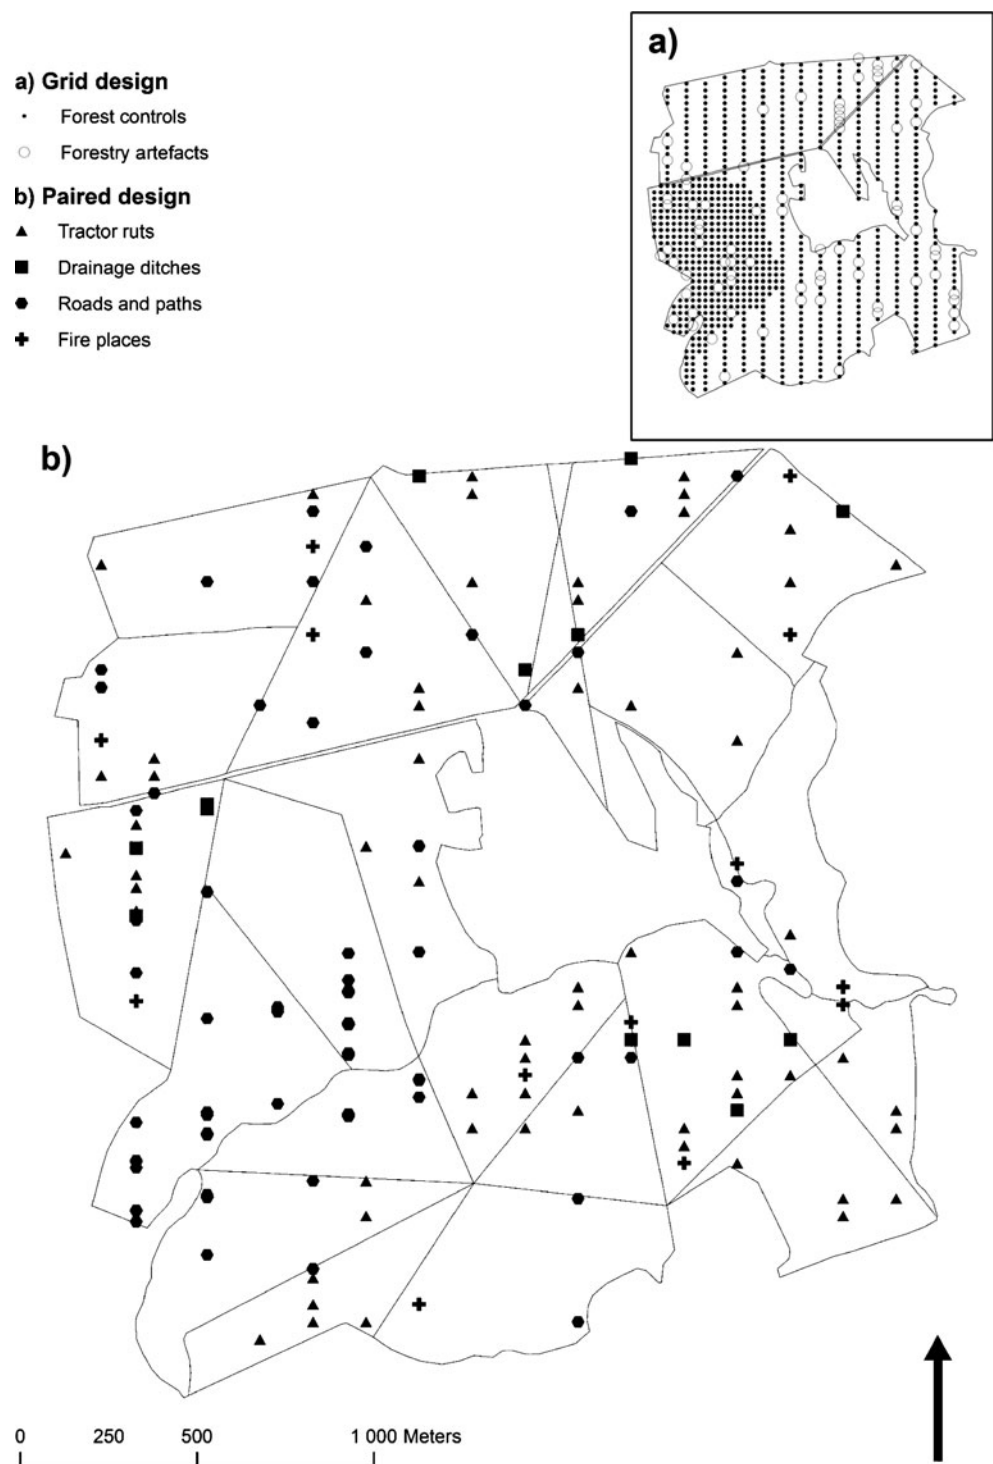 a) Grid design
Forest controls
Forestry artefacts
b) Paired design
Tractor ruts
Drainage ditches
Roads and paths
Fire places
a)
b)
0 250 500 1 000 Meters